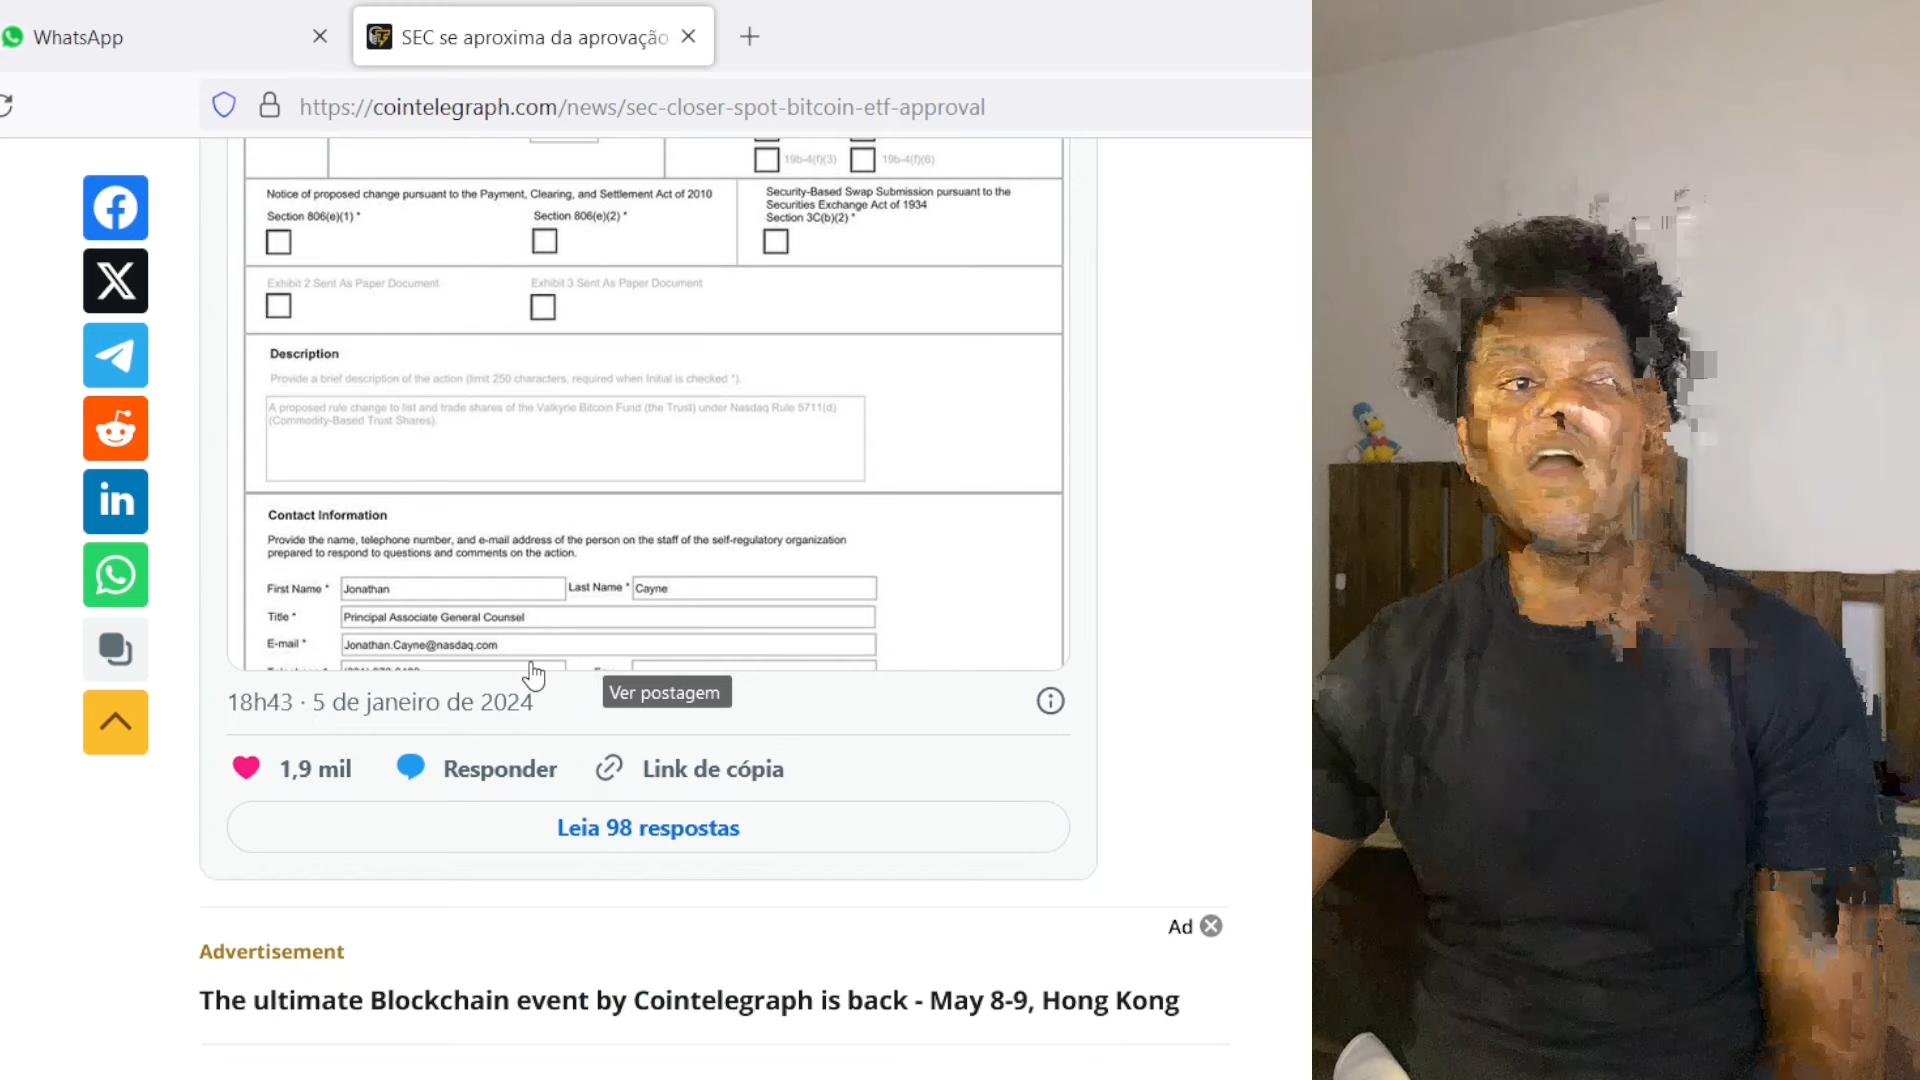 WhatsApp
SEC se aproxima da aprovação
https://cointelegraph.com/news/sec-closer-spot-bitcoin-etf-approval
19b-4(f)(3) 19b-4(f)(6)
Notice of proposed change pursuant to the Payment, Clearing, and Settlement Act of 2010
Section 806(e)(1) * Section 806(e)(2) *
Security-Based Swap Submission pursuant to the
Securities Exchange Act of 1934
Section 3C(b)(2) *
Exhibit 2 Sent As Paper Document Exhibit 3 Sent As Paper Document
Description
Provide a brief description of the action (limit 250 characters, required when Initial is checked *).
A proposed rule change to list and trade shares of the Valkyrie Bitcoin Fund (the Trust) under Nasdaq Rule 5711(d)
(Commodity-Based Trust Shares).
Contact Information
Provide the name, telephone number, and e-mail address of the person on the staff of the self-regulatory organization
prepared to respond to questions and comments on the action.
First Name * Jonathan Last Name * Cayne
Title * Principal Associate General Counsel
E-mail * Jonathan.Cayne@nasdaq.com
Ver postagem
18h43 · 5 de janeiro de 2024
1,9 mil Responder Link de cópia
Leia 98 respostas
Ad
Advertisement
The ultimate Blockchain event by Cointelegraph is back - May 8-9, Hong Kong